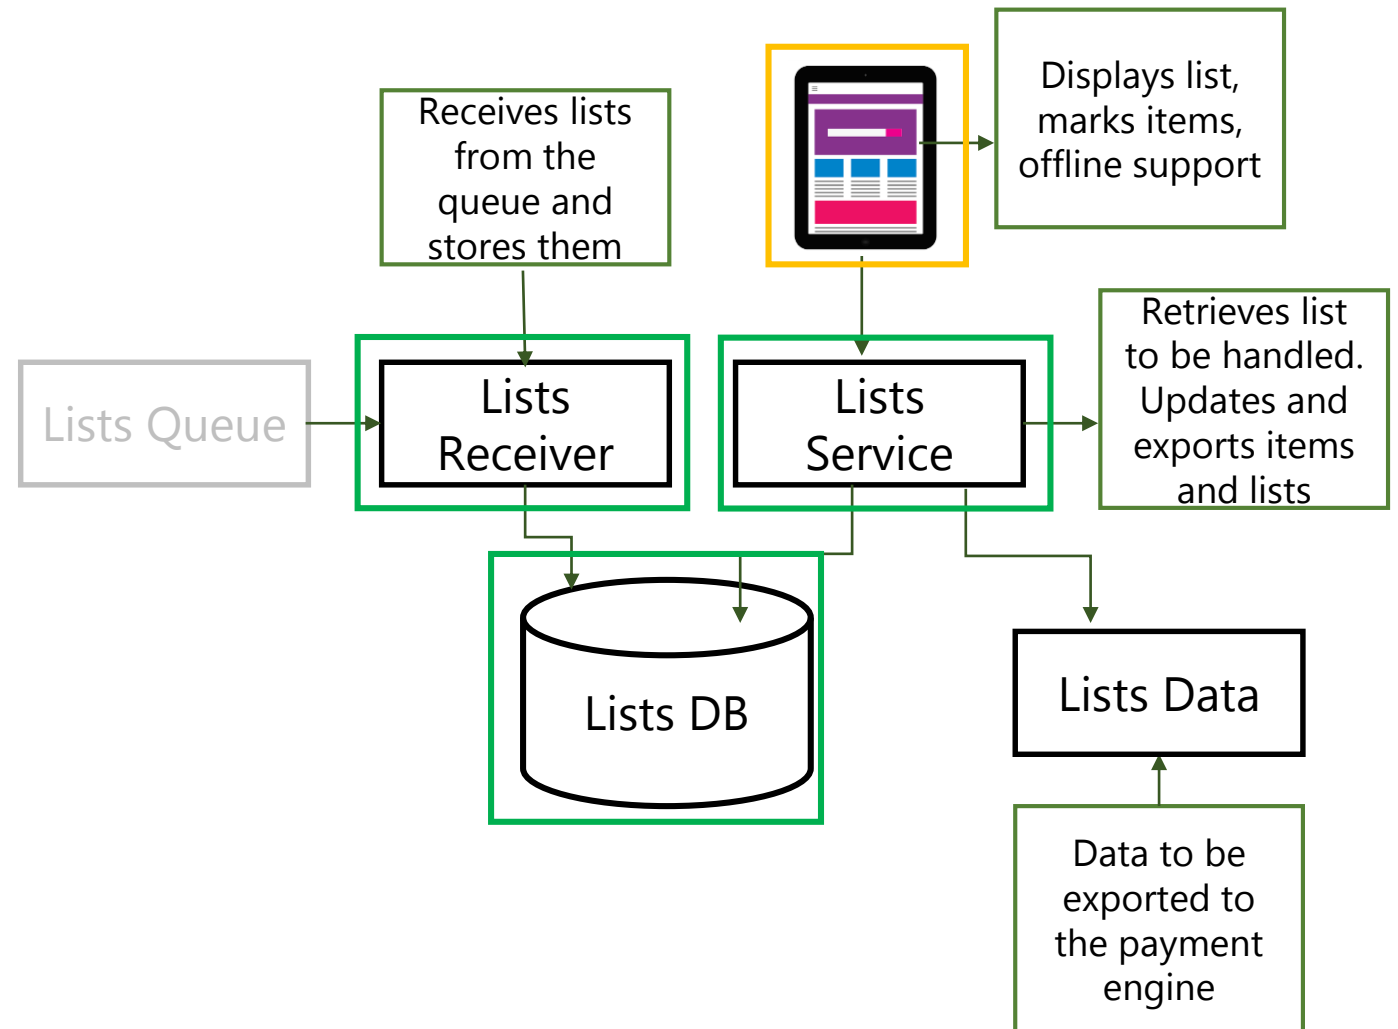 Displays list,
marks items,
offline support
Receives lists
from the
queue and
stores them
Retrieves list
to be handled.
Updates and
exports items
and lists
Lists Queue
Lists
Receiver
Lists
Service
Lists DB
Lists Data
Data to be
exported to
the payment
engine